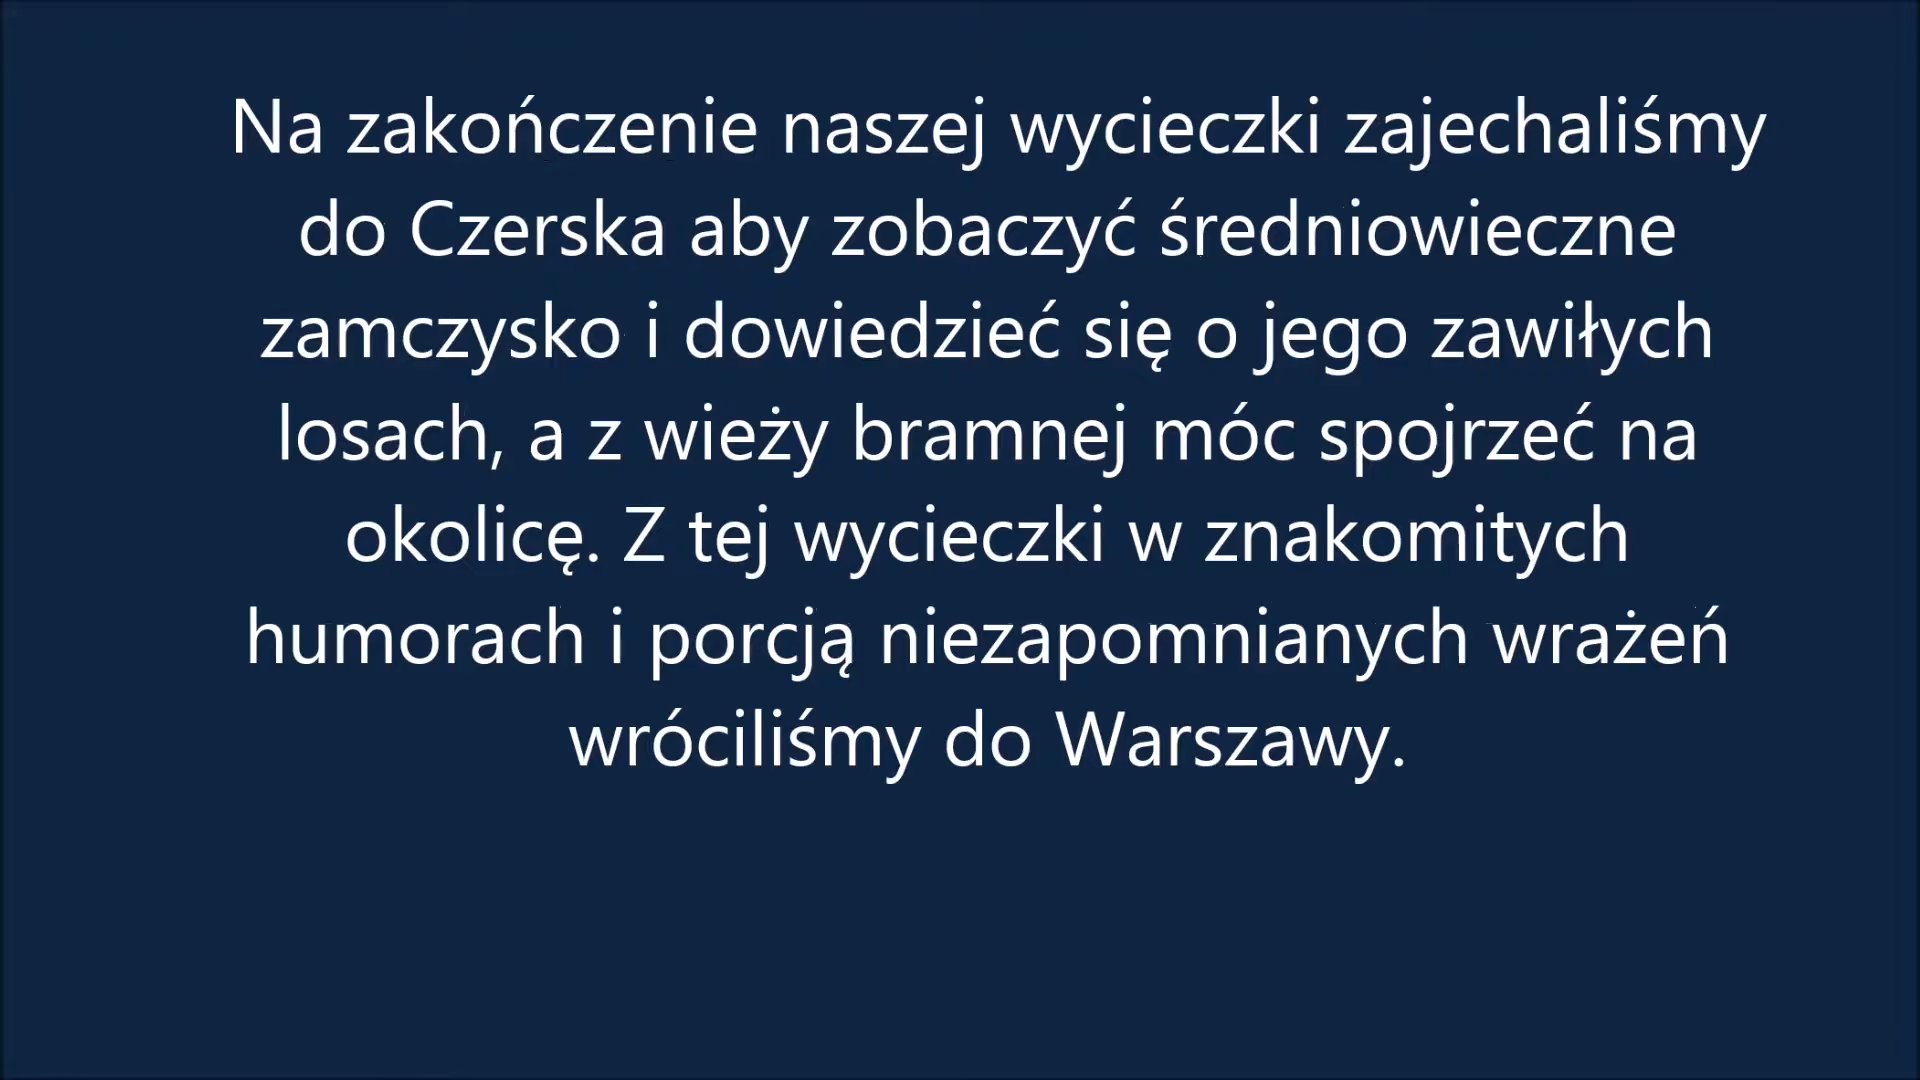 Na zakończenie naszej wycieczki zajechaliśmy
do Czerska aby zobaczyć średniowieczne
zamczysko i dowiedzieć się o jego zawiłych
losach, a z wieży bramnej móc spojrzeć na
okolicę. Z tej wycieczki w znakomitych
humorach i porcją niezapomnianych wrażeń
wróciliśmy do Warszawy.